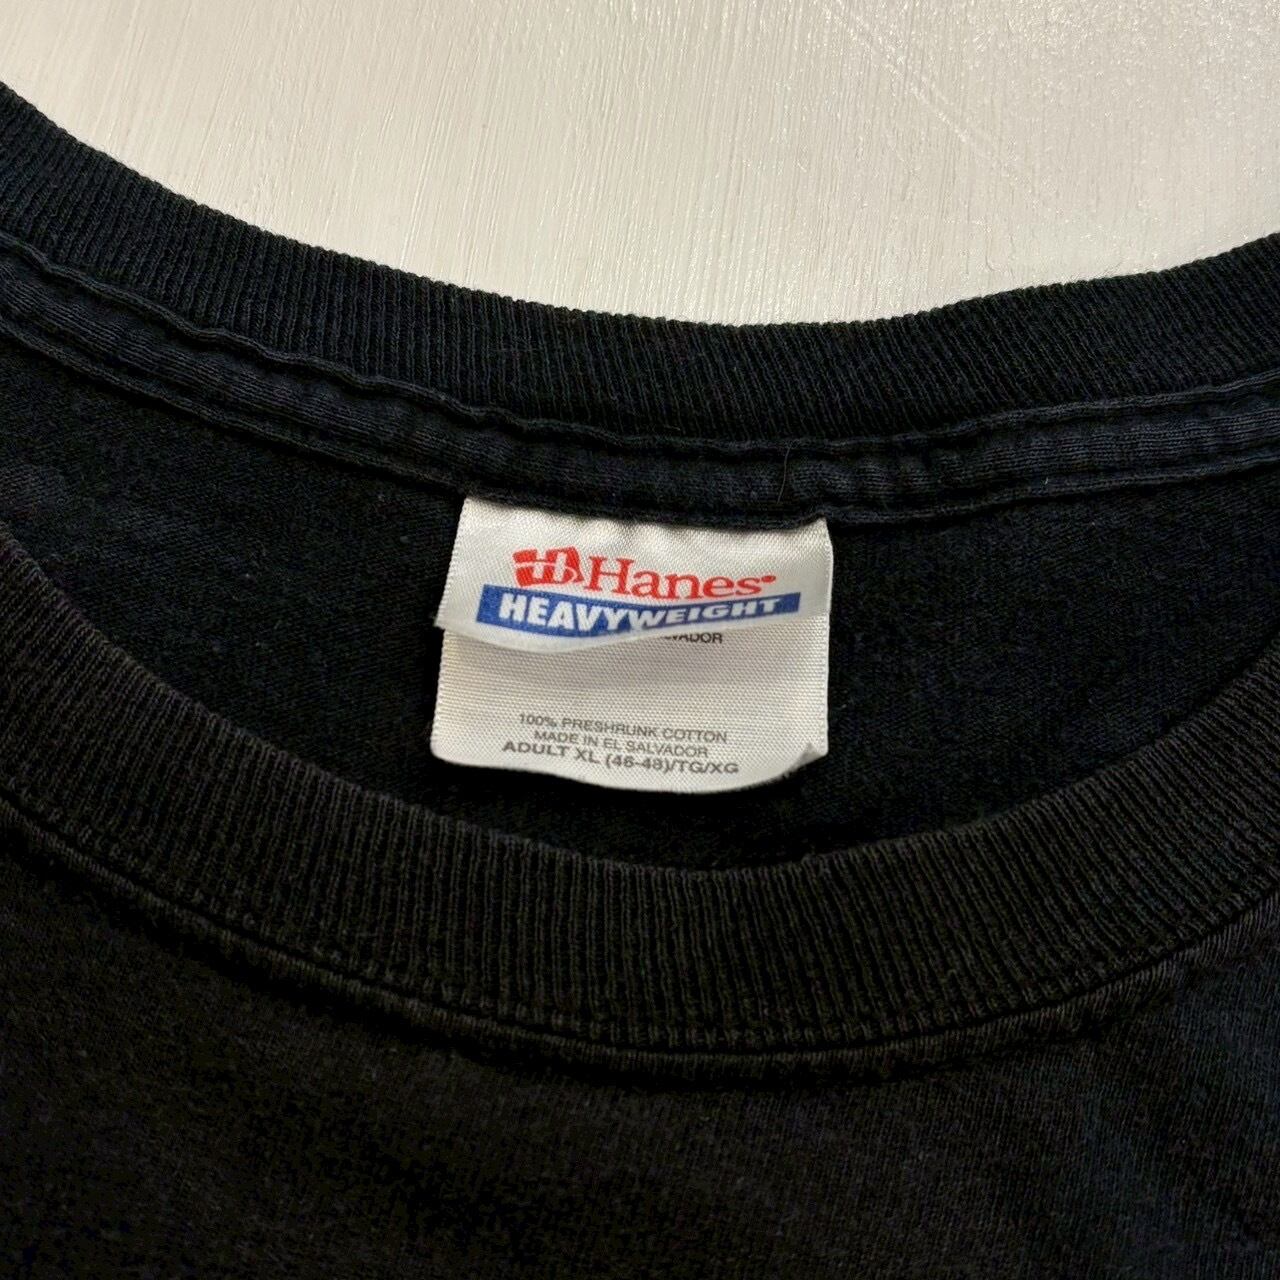 Hanes
HEAVYWEIGHT
100% PRESHRUNK COTTON
MADE IN EL SALVADOR
ADULT XL (46-48)/TG/XG